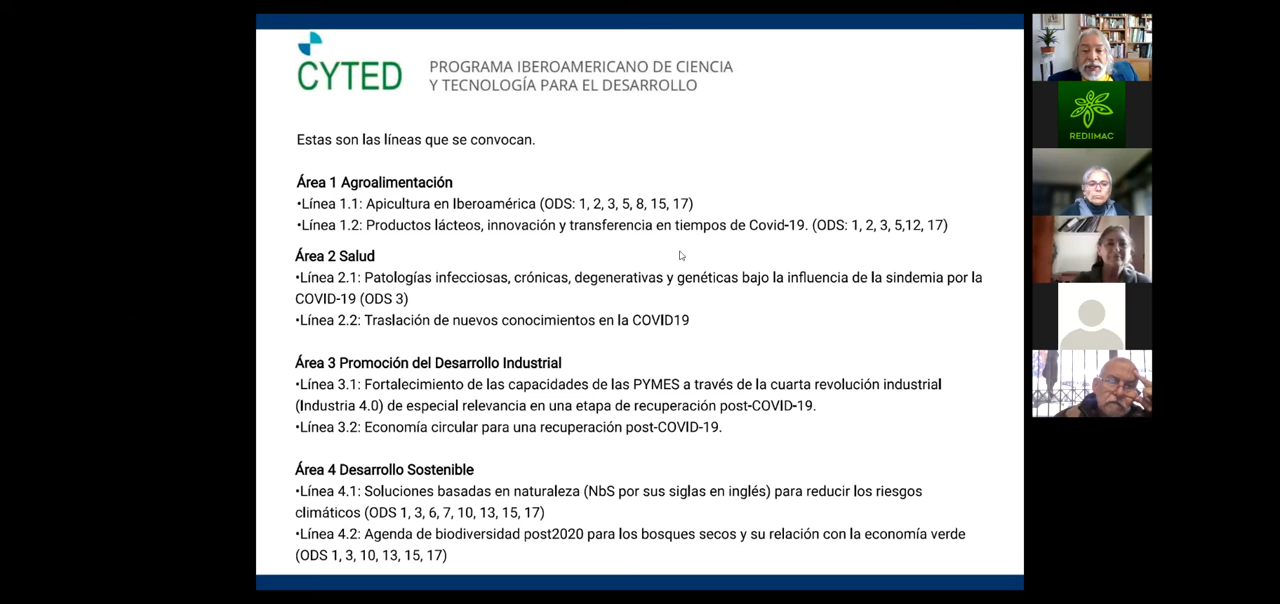 CYTED
PROGRAMA IBEROAMERICANO DE CIENCIA
Y TECNOLOGÍA PARA EL DESARROLLO
Estas son las líneas que se convocan.
Área 1 Agroalimentación
•Línea 1.1: Apicultura en Iberoamérica (ODS: 1, 2, 3, 5, 8, 15, 17)
•Línea 1.2: Productos lácteos, innovación y transferencia en tiempos de Covid-19. (ODS: 1, 2, 3, 5,12, 17)
Área 2 Salud
•Línea 2.1: Patologías infecciosas, crónicas, degenerativas y genéticas bajo la influencia de la sindemia por la
COVID-19 (ODS 3)
•Línea 2.2: Traslación de nuevos conocimientos en la COVID19
Área 3 Promoción del Desarrollo Industrial
•Línea 3.1: Fortalecimiento de las capacidades de las PYMES a través de la cuarta revolución industrial
(Industria 4.0) de especial relevancia en una etapa de recuperación post-COVID-19.
•Línea 3.2: Economía circular para una recuperación post-COVID-19.
Área 4 Desarrollo Sostenible
•Línea 4.1: Soluciones basadas en naturaleza (NbS por sus siglas en inglés) para reducir los riesgos
climáticos (ODS 1, 3, 6, 7, 10, 13, 15, 17)
•Línea 4.2: Agenda de biodiversidad post2020 para los bosques secos y su relación con la economía verde
(ODS 1, 3, 10, 13, 15, 17)
REDIIMAC